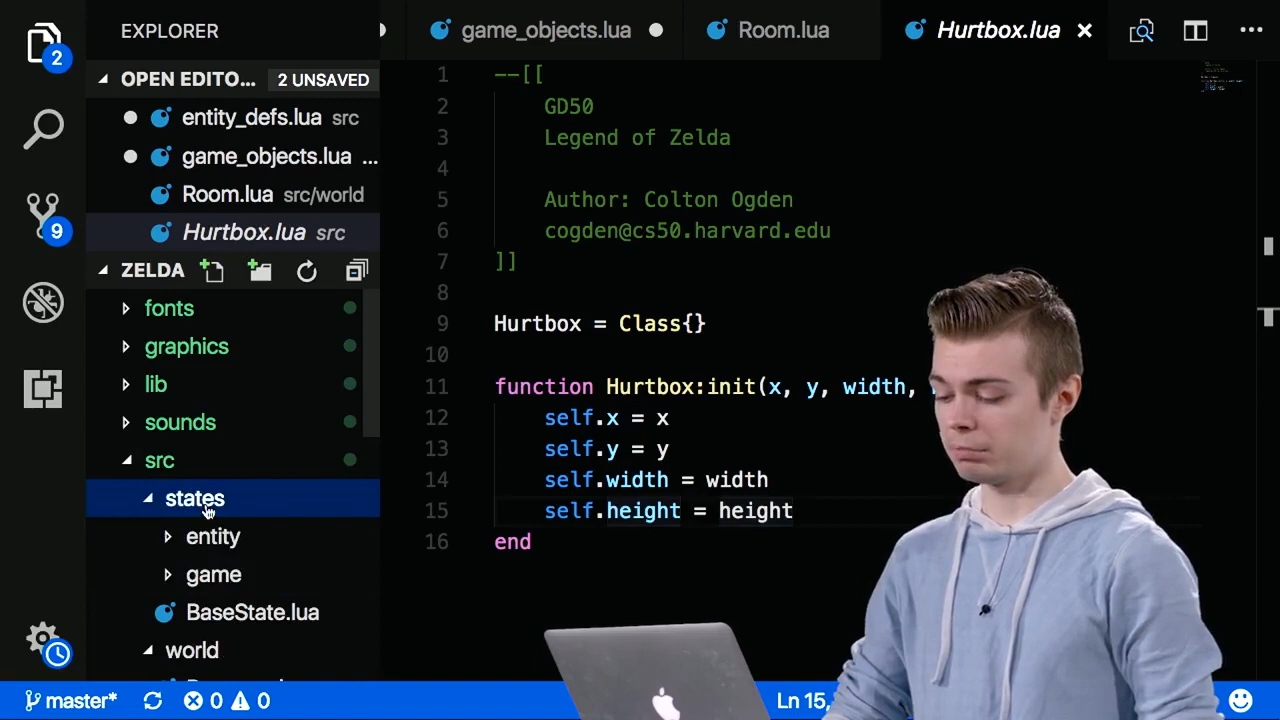 EXPLORER
game_objects.lua
Room.lua
Hurtbox.lua
2
OPEN EDITO... 2 UNSAVED
entity_defs.lua src
game_objects.lua ...
Room.lua src/world
Hurtbox.lua src
9
ZELDA
fonts
graphics
lib
sounds
src
states
entity
game
BaseState.lua
world
1 --[[
2 GD50
3 Legend of Zelda
4
5 Author: Colton Ogden
6 cogden@cs50.harvard.edu
7 ]]
8
9 Hurtbox = Class{}
10
11 function Hurtbox:init(x, y, width,
12 self.x = x
13 self.y = y
14 self.width = width
15 self.height = height
16 end
master* 0 0 Ln 15,